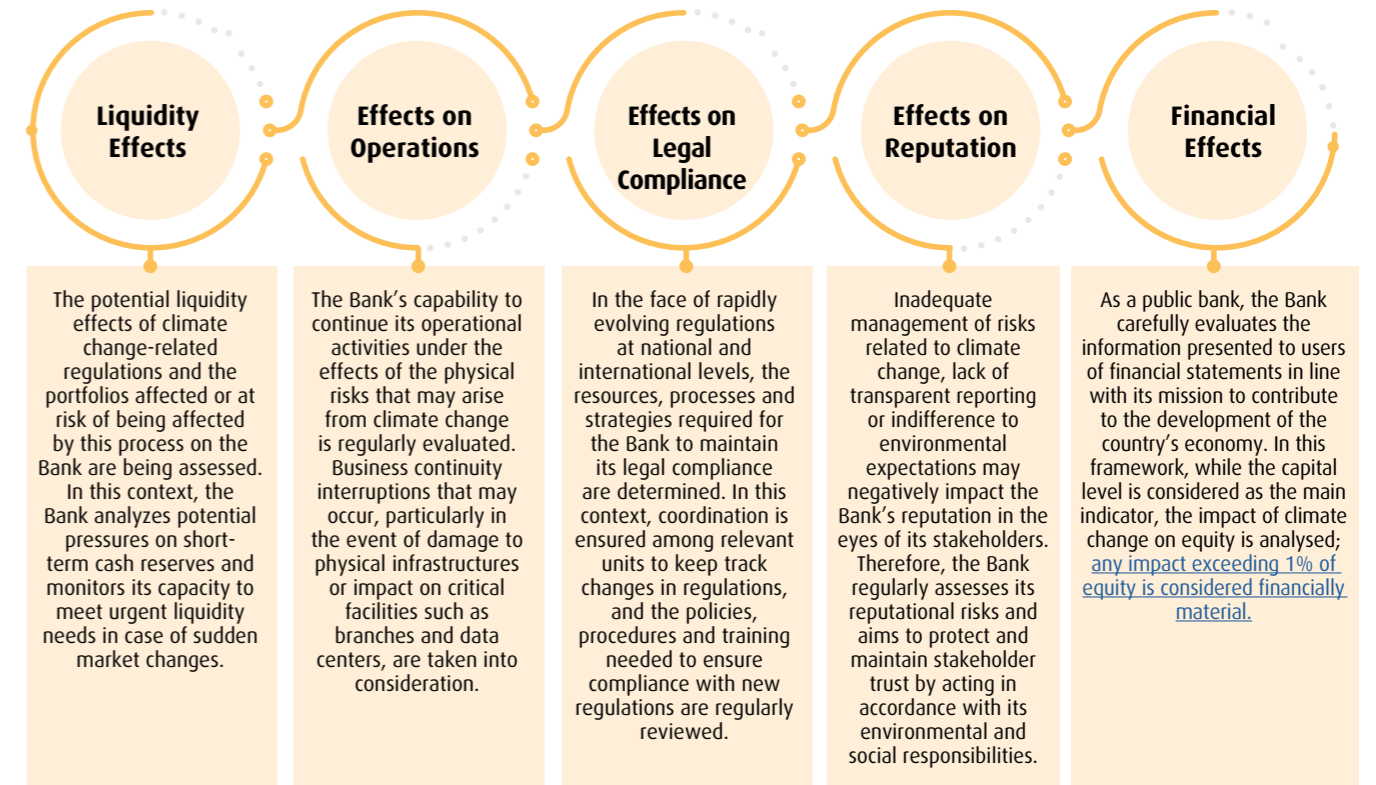 Liquidity
Effects
The potential liquidity
effects of climate
change-related
regulations and the
portfolios affected or at
risk of being affected
by this process on the
Bank are being assessed.
In this context, the
Bank analyzes potential
pressures on short-
term cash reserves and
monitors its capacity to
meet urgent liquidity
needs in case of sudden
market changes.
Effects on
Operations
The Bank’s capability to
continue its operational
activities under the
effects of the physical
risks that may arise
from climate change
is regularly evaluated.
Business continuity
interruptions that may
occur, particularly in
the event of damage to
physical infrastructures
or impact on critical
facilities such as
branches and data
centers, are taken into
consideration.
Effects on
Legal
Compliance
In the face of rapidly
evolving regulations
at national and
international levels, the
resources, processes and
strategies required for
the Bank to maintain
its legal compliance
are determined. In this
context, coordination is
ensured among relevant
units to keep track
changes in regulations,
and the policies,
procedures and training
needed to ensure
compliance with new
regulations are regularly
reviewed.
Effects on
Reputation
Inadequate
management of risks
related to climate
change, lack of
transparent reporting
or indifference to
environmental
expectations may
negatively impact the
Bank’s reputation in the
eyes of its stakeholders.
Therefore, the Bank
regularly assesses its
reputational risks and
aims to protect and
maintain stakeholder
trust by acting in
accordance with its
environmental and
social responsibilities.
Financial
Effects
As a public bank, the Bank
carefully evaluates the
information presented to users
of financial statements in line
with its mission to contribute
to the development of the
country’s economy. In this
framework, while the capital
level is considered as the main
indicator, the impact of climate
change on equity is analysed;
any impact exceeding 1% of
equity is considered financially
material.